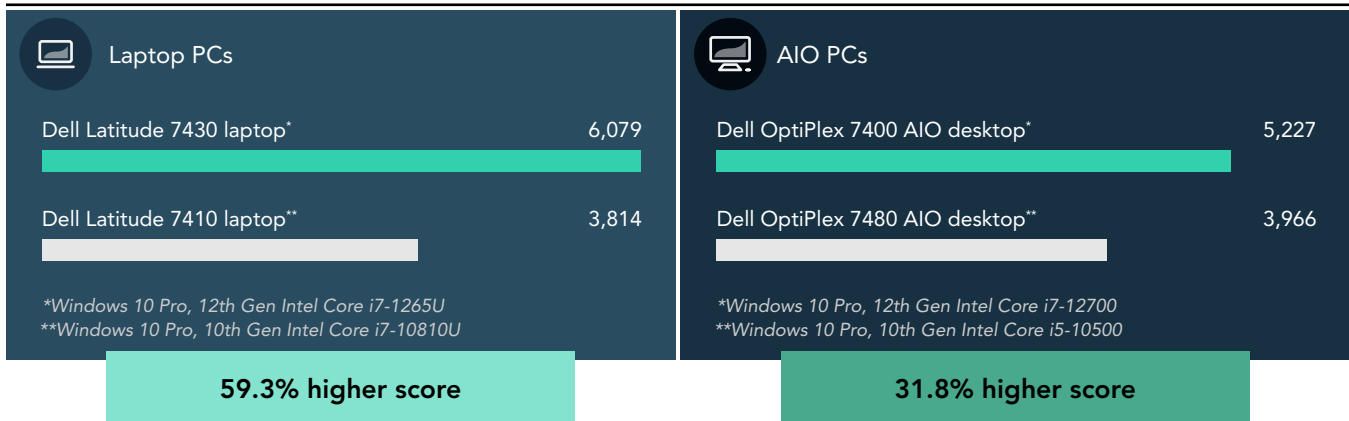 Laptop PCs
Dell Latitude 7430 laptop* 6,079
Dell Latitude 7410 laptop** 3,814
*Windows 10 Pro, 12th Gen Intel Core i7-1265U
**Windows 10 Pro, 10th Gen Intel Core i7-10810U
59.3% higher score
AIO PCs
Dell OptiPlex 7400 AIO desktop* 5,227
Dell OptiPlex 7480 AIO desktop** 3,966
*Windows 10 Pro, 12th Gen Intel Core i7-12700
**Windows 10 Pro, 10th Gen Intel Core i5-10500
31.8% higher score